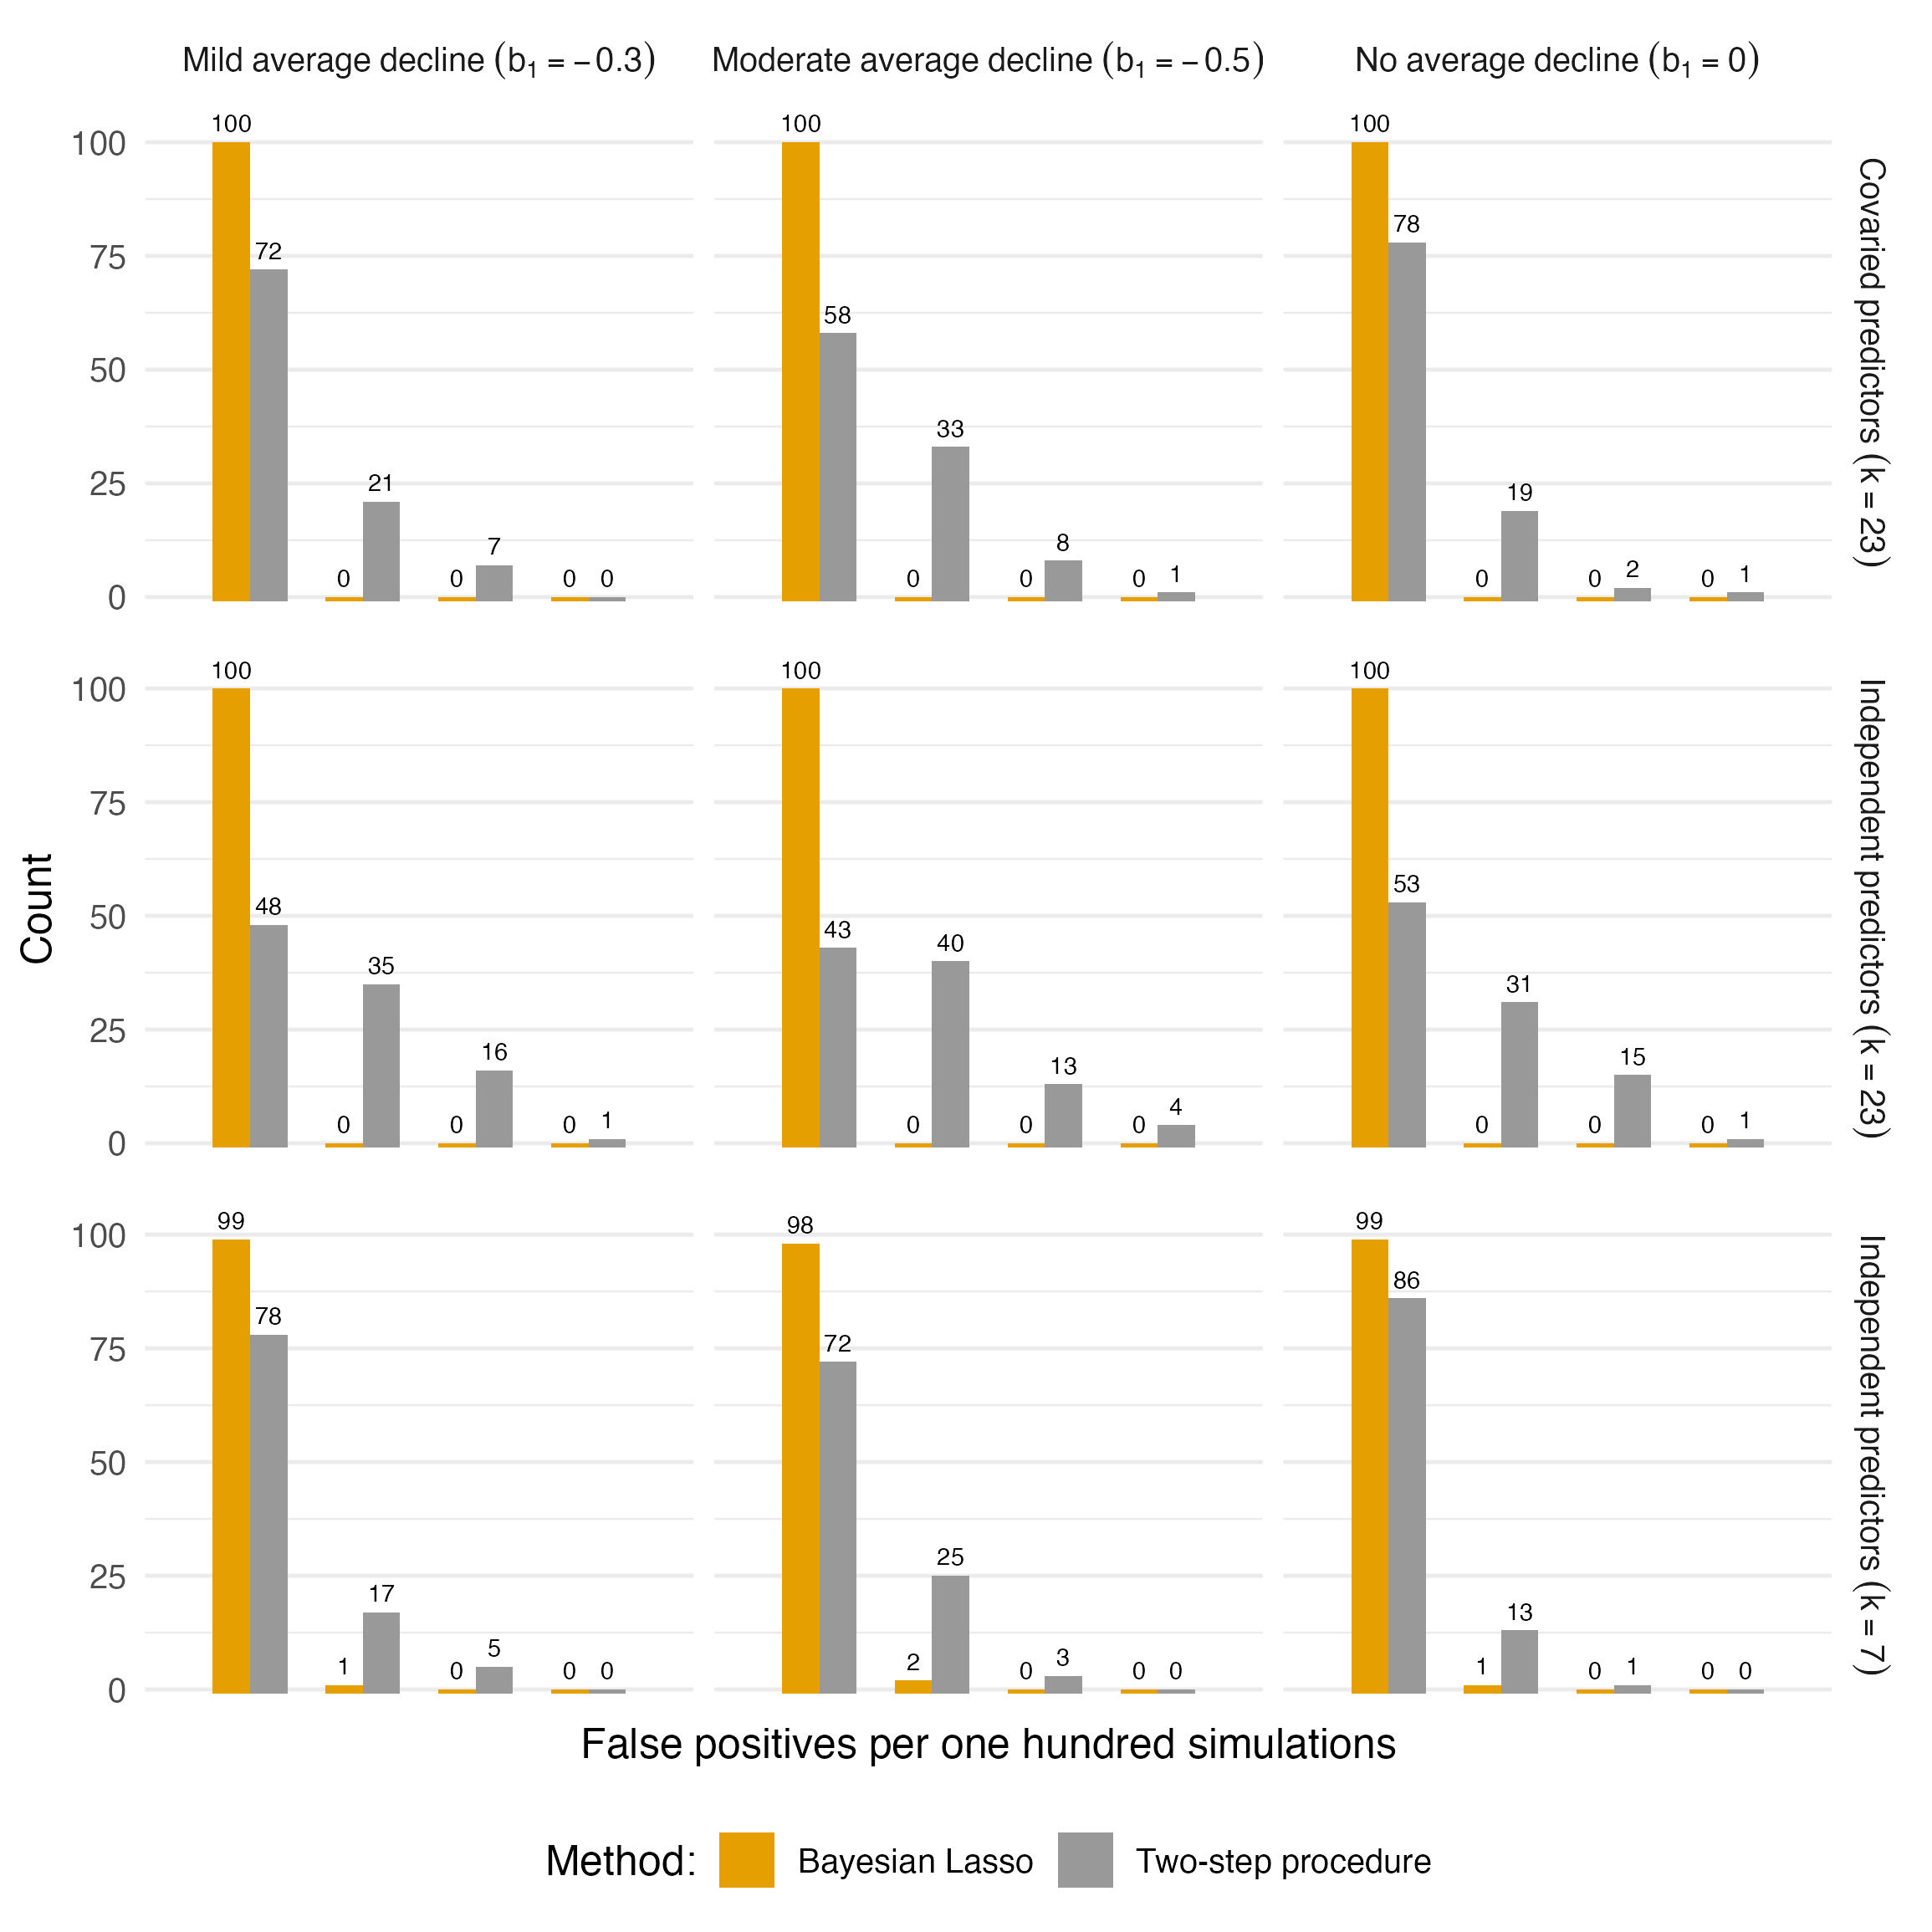 Mild average decline (b₁ = −0.3) Moderate average decline (b₁ = −0.5) No average decline (b₁ = 0)
Covaried predictors (k = 23)
100 100 100
100
78
75 72
58
50
33
25 21 19
7 8
0 0 0 0 0 0 0 1 0 0 2 0 1
Independent predictors (k = 23)
100 100 100
100
75
53
50 48 43
40
35 31
25
16 13 15
0 0 0 0 1 0 0 0 4 0 0 0 1
Independent predictors (k = 7)
99 98 99
100
86
78
75 72
50
25 25
17 13
0 1 0 5 0 0 2 0 3 0 0 1 0 1 0 0
Count
False positives per one hundred simulations
Method: Bayesian Lasso Two-step procedure